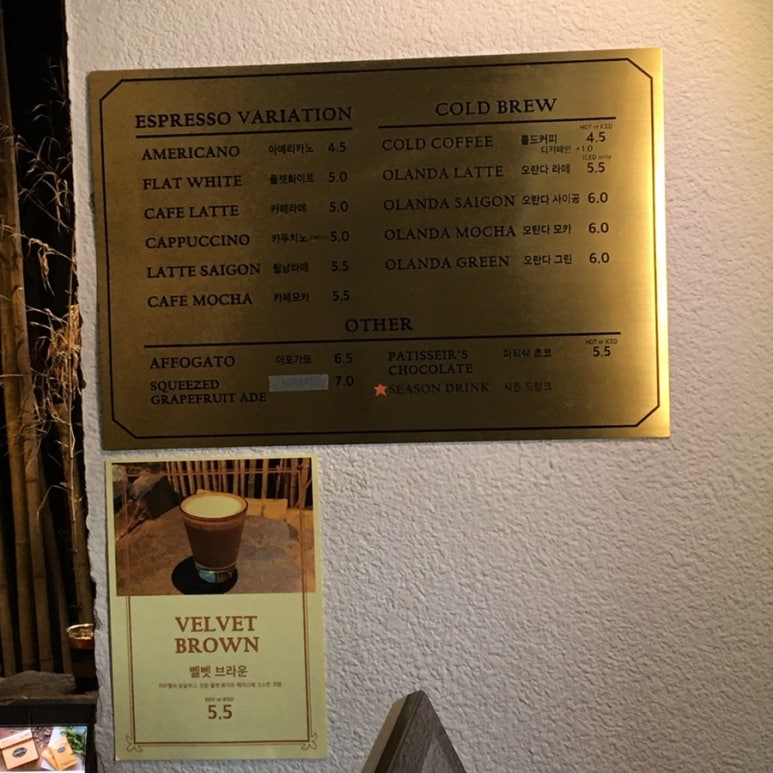 ESPRESSO VARIATION
AMERICANO 아메리카노 4.5
FLAT WHITE 플랫화이트 5.0
CAFE LATTE 카페라떼 5.0
CAPPUCCINO 카푸치노 5.0
LATTE SAIGON 월남라떼 5.5
CAFE MOCHA 카페모카 5.5
COLD BREW
HOT or ICED
COLD COFFEE 콜드커피 4.5
디카페인 +1.0
ICED only
OLANDA LATTE 오란다 라떼 5.5
OLANDA SAIGON 오란다 사이공 6.0
OLANDA MOCHA 오란다 모카 6.0
OLANDA GREEN 오란다 그린 6.0
OTHER
AFFOGATO 아포가또 6.5
SQUEEZED 7.0
GRAPEFRUIT ADE
HOT or ICED
PATISSEIR'S 파티쉐 초코 5.5
CHOCOLATE
SEASON DRINK 시즌 드링크
VELVET
BROWN
벨벳 브라운
HOT or ICED
5.5